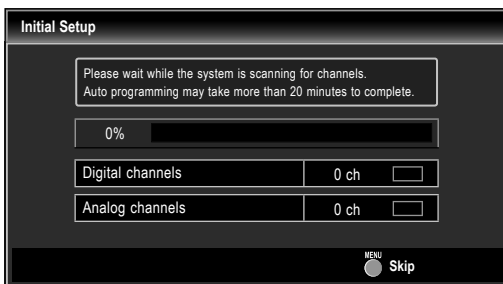 Initial Setup
Please wait while the system is scanning for channels.
Auto programming may take more than 20 minutes to complete.
0%
Digital channels 0 ch
Analog channels 0 ch
MENU
Skip